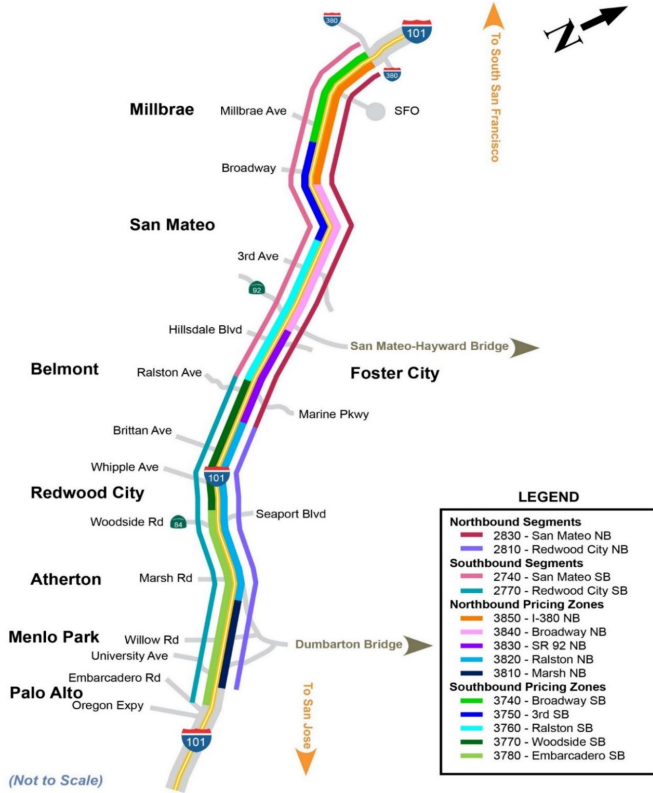 380
101
To South San Francisco
N
380
Millbrae
Millbrae Ave
SFO
Broadway
San Mateo
3rd Ave
92
Hillsdale Blvd
San Mateo-Hayward Bridge
Belmont
Ralston Ave
Foster City
Marine Pkwy
Brittan Ave
Whipple Ave
101
Redwood City
Woodside Rd
84
Seaport Blvd
Atherton
Marsh Rd
Menlo Park
Willow Rd
Dumbarton Bridge
University Ave
Embarcadero Rd
Palo Alto
Oregon Expy
To San Jose
101
(Not to Scale)
LEGEND
Northbound Segments
2830 - San Mateo NB
2810 - Redwood City NB
Southbound Segments
2740 - San Mateo SB
2770 - Redwood City SB
Northbound Pricing Zones
3850 - I-380 NB
3840 - Broadway NB
3830 - SR 92 NB
3820 - Ralston NB
3810 - Marsh NB
Southbound Pricing Zones
3740 - Broadway SB
3750 - 3rd SB
3760 - Ralston SB
3770 - Woodside SB
3780 - Embarcadero SB